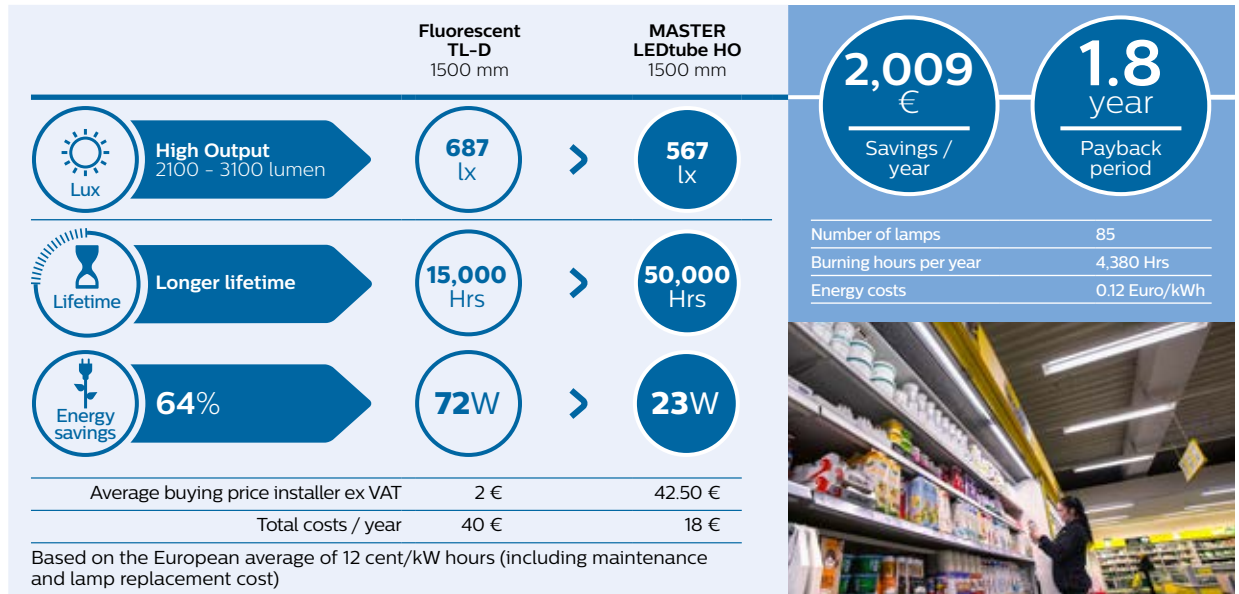 Fluorescent
TL-D
1500 mm
MASTER
LEDtube HO
1500 mm
Lux
High Output
2100 - 3100 lumen
687
lx
>
567
lx
Lifetime
Longer lifetime
15,000
Hrs
>
50,000
Hrs
Energy
savings
64%
72W
>
23W
Average buying price installer ex VAT 2 € 42.50 €
Total costs / year 40 € 18 €
Based on the European average of 12 cent/kW hours (including maintenance
and lamp replacement cost)
2,009
€
Savings /
year
1.8
year
Payback
period
Number of lamps 85
Burning hours per year 4,380 Hrs
Energy costs 0.12 Euro/kWh